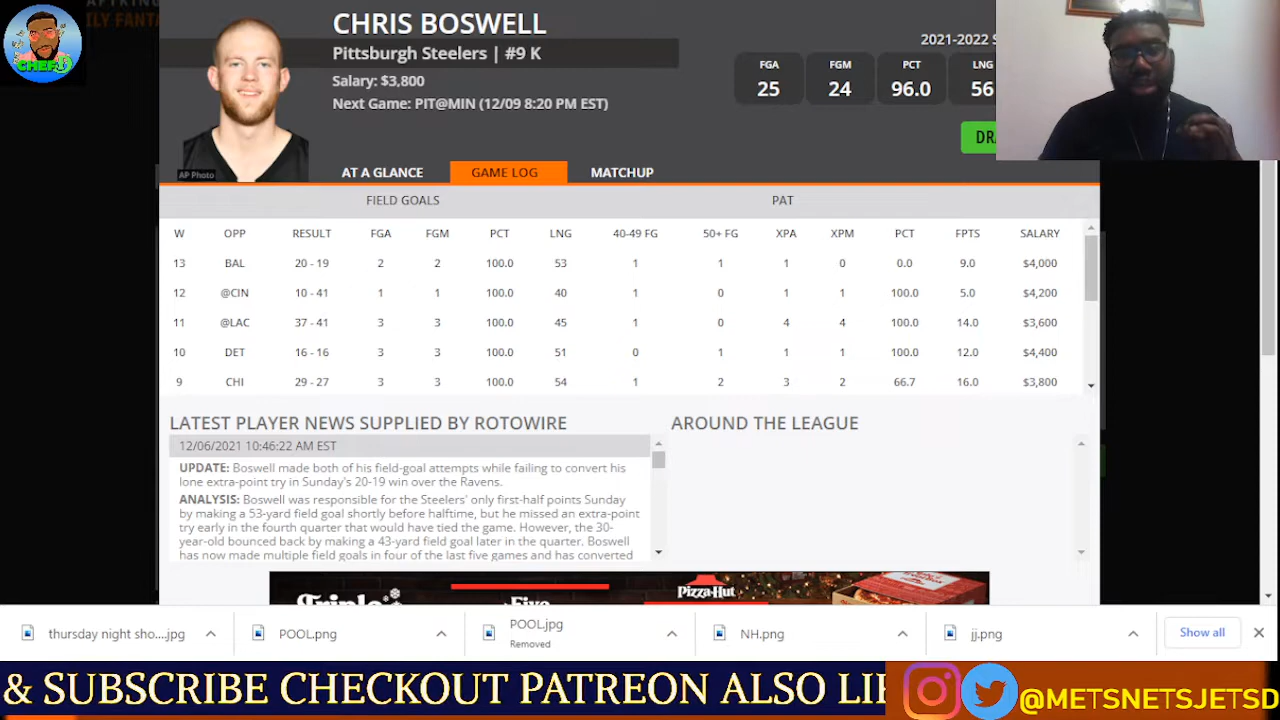 CHRIS BOSWELL
Pittsburgh Steelers | #9 K
Salary: $3,800
Next Game: PIT@MIN (12/09 8:20 PM EST)
2021-2022 S
FGA FGM PCT LNG
25 24 96.0 56
AP Photo
CHEF
AT A GLANCE GAME LOG MATCHUP
FIELD GOALS PAT
W OPP RESULT FGA FGM PCT LNG 40-49 FG 50+ FG XPA XPM PCT FPTS SALARY
13 BAL 20 - 19 2 2 100.0 53 1 1 1 0 0.0 9.0 $4,000
12 @CIN 10 - 41 1 1 100.0 40 1 0 1 1 100.0 5.0 $4,200
11 @LAC 37 - 41 3 3 100.0 45 1 0 4 4 100.0 14.0 $3,600
10 DET 16 - 16 3 3 100.0 51 0 1 1 1 100.0 12.0 $4,400
9 CHI 29 - 27 3 3 100.0 54 1 2 3 2 66.7 16.0 $3,800
LATEST PLAYER NEWS SUPPLIED BY ROTOWIRE
12/06/2021 10:46:22 AM EST
UPDATE: Boswell made both of his field-goal attempts while failing to convert his
lone extra-point try in Sunday's 20-19 win over the Ravens.
ANALYSIS: Boswell was responsible for the Steelers' only first-half points Sunday
by making a 53-yard field goal shortly before halftime, but he missed an extra-point
try early in the fourth quarter that would have tied the game. However, the 30-
year-old bounced back by making a 43-yard field goal later in the quarter. Boswell
has now made multiple field goals in four of the last five games and has converted
AROUND THE LEAGUE
Triple
Five
Pizza Hut
thursday night sho....jpg
POOL.png
POOL.jpg
Removed
NH.png
jj.png
Show all
& SUBSCRIBE CHECKOUT PATREON ALSO LI
@METSNETSJETSD